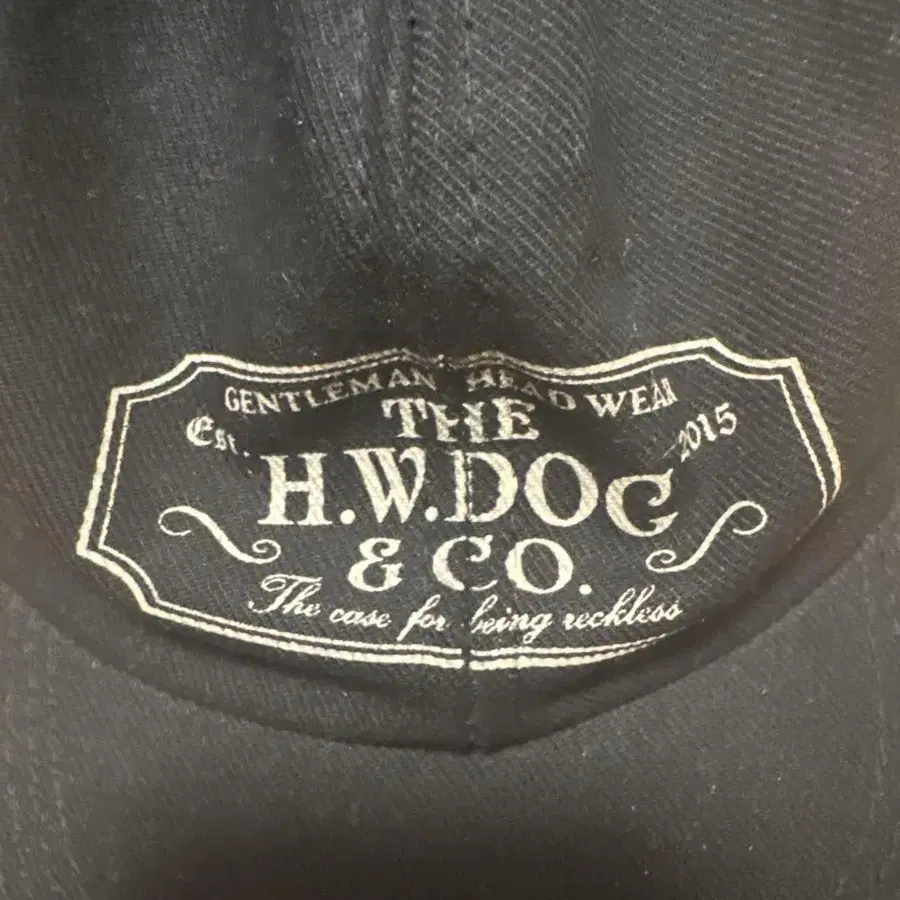 GENTLEMAN HEAD WEAR
Est. 2015
THE
H.W.DOG
& CO.
The case for being reckless